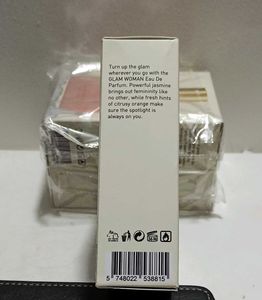 Turn up the glam
wherever you go with the
GLAM WOMAN Eau De
Parfum. Powerful jasmine
brings out femininity like
no other, while fresh hints
of citrusy orange make
sure the spotlight is
always on you.
5 748022 538815